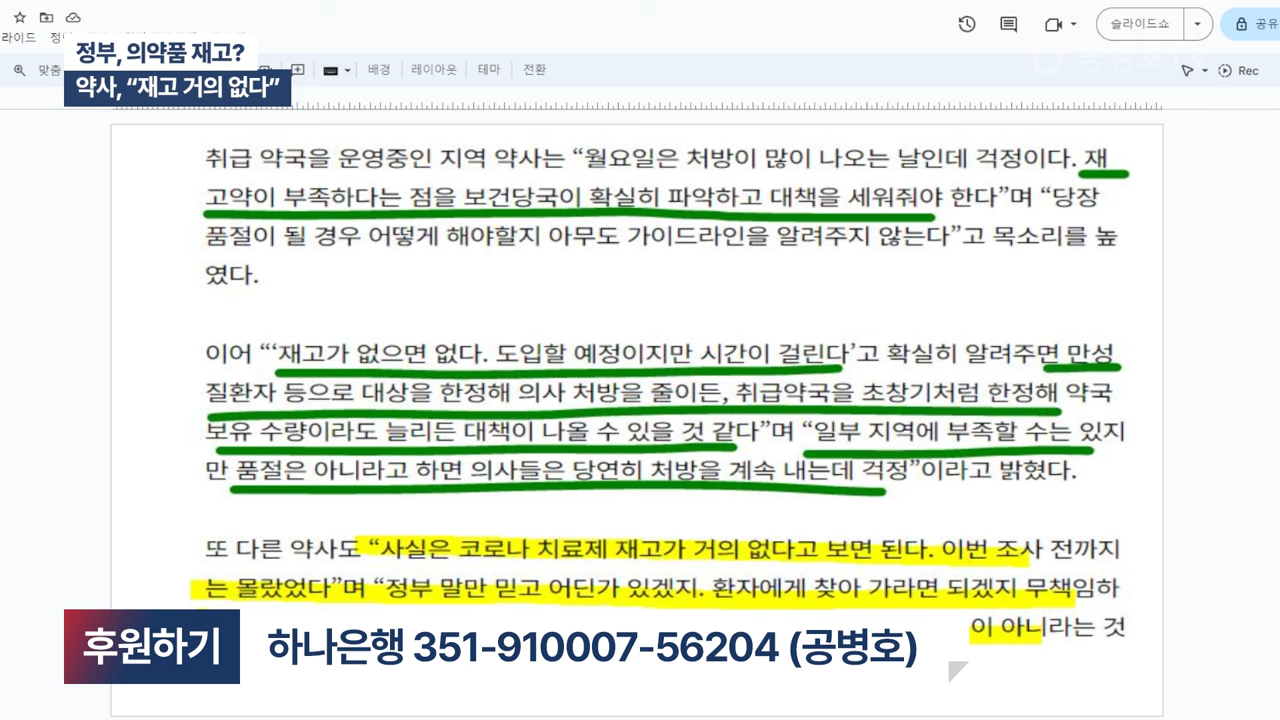 라이드
정부, 의약품 재고?
약사, “재고 거의 없다”
슬라이드쇼
공유
맞춤
배경
레이아웃
테마
전환
Rec
공병호TV
취급 약국을 운영중인 지역 약사는 “월요일은 처방이 많이 나오는 날인데 걱정이다. 재
고약이 부족하다는 점을 보건당국이 확실히 파악하고 대책을 세워줘야 한다”며 “당장
품절이 될 경우 어떻게 해야할지 아무도 가이드라인을 알려주지 않는다”고 목소리를 높
였다.
이어 “‘재고가 없으면 없다. 도입할 예정이지만 시간이 걸린다’고 확실히 알려주면 만성
질환자 등으로 대상을 한정해 의사 처방을 줄이든, 취급약국을 초창기처럼 한정해 약국
보유 수량이라도 늘리든 대책이 나올 수 있을 것 같다”며 “일부 지역에 부족할 수는 있지
만 품절은 아니라고 하면 의사들은 당연히 처방을 계속 내는데 걱정”이라고 밝혔다.
또 다른 약사도 “사실은 코로나 치료제 재고가 거의 없다고 보면 된다. 이번 조사 전까지
는 몰랐었다”며 “정부 말만 믿고 어딘가 있겠지. 환자에게 찾아 가라면 되겠지 무책임하
이 아니라는 것
후원하기
하나은행 351-910007-56204 (공병호)